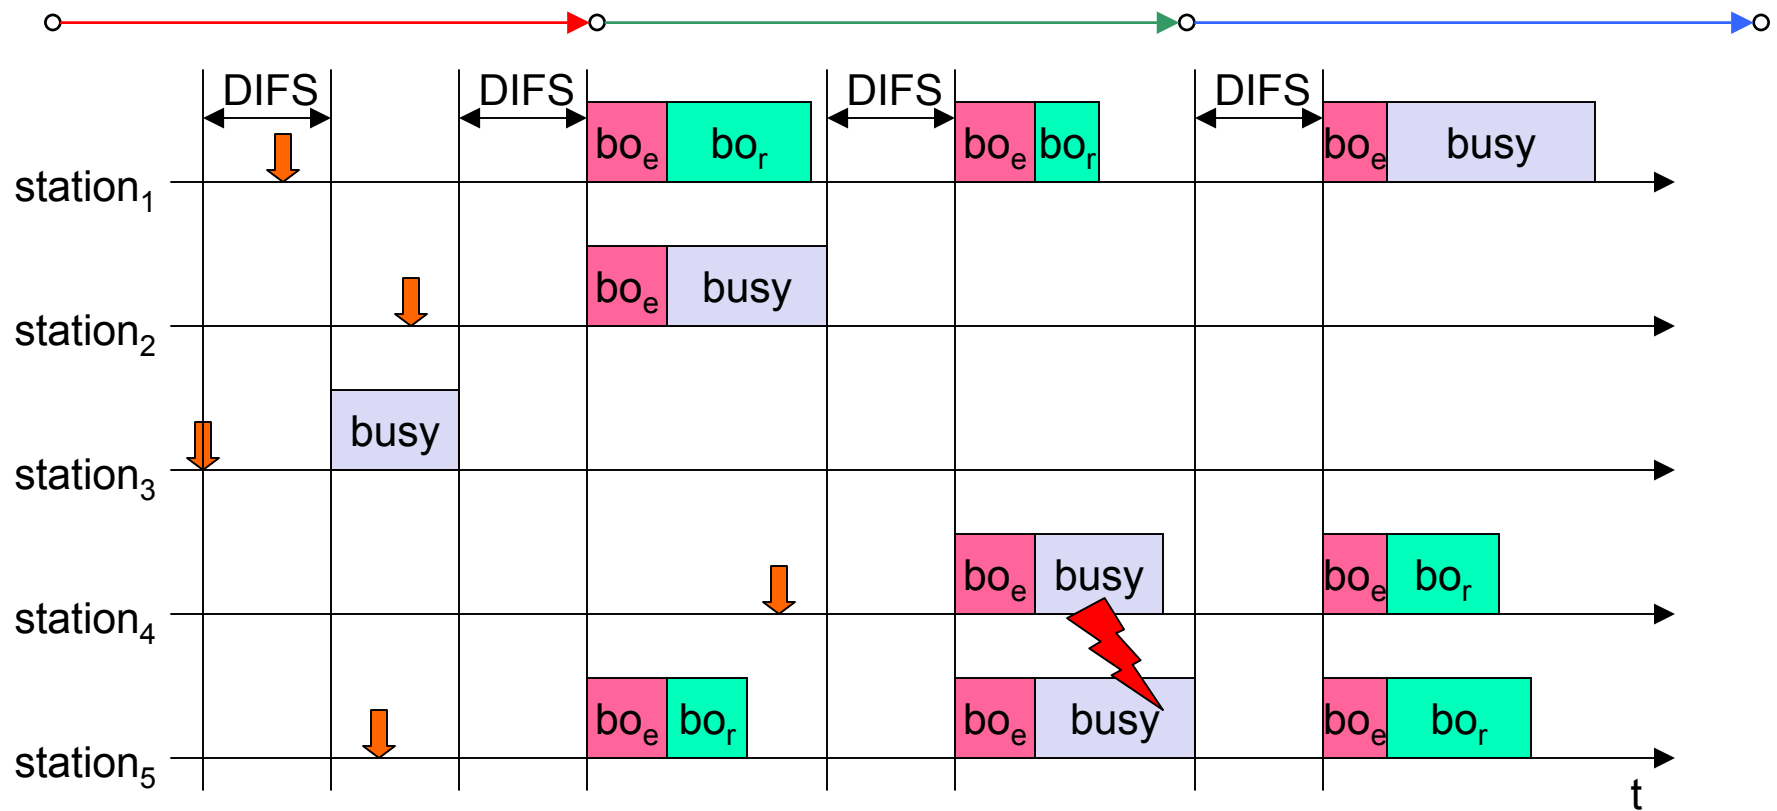 DIFS DIFS DIFS DIFS
station₁ boₑ boᵣ boₑ boᵣ boₑ busy
station₂ boₑ busy
station₃ busy
station₄ boₑ busy boₑ boᵣ
station₅ boₑ boᵣ boₑ busy boₑ boᵣ
t